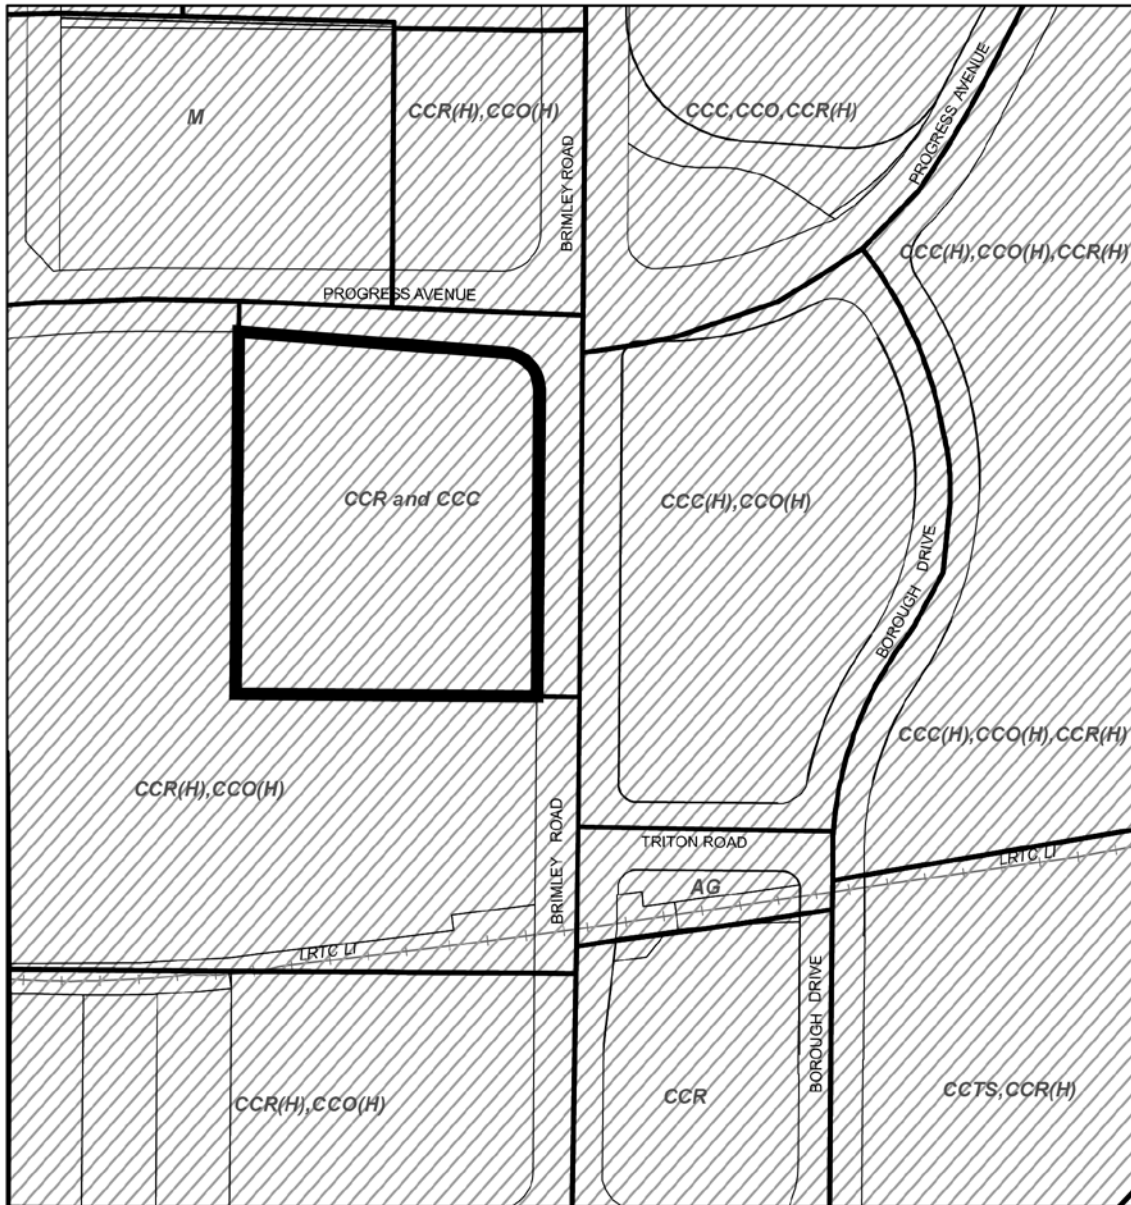 M
CCR(H),CCO(H)
CCC,CCO,CCR(H)
PROGRESS AVENUE
BRIMLEY ROAD
CCC(H),CCO(H),CCR(H)
PROGRESS AVENUE
CCR and CCC
CCC(H),CCO(H)
BOROUGH DRIVE
CCC(H),CCO(H),CCR(H)
CCR(H),CCO(H)
BRIMLEY ROAD
TRITON ROAD
LRTC LI
AG
LRTC LI
BOROUGH DRIVE
CCR(H),CCO(H)
CCR
CCTS,CCR(H)